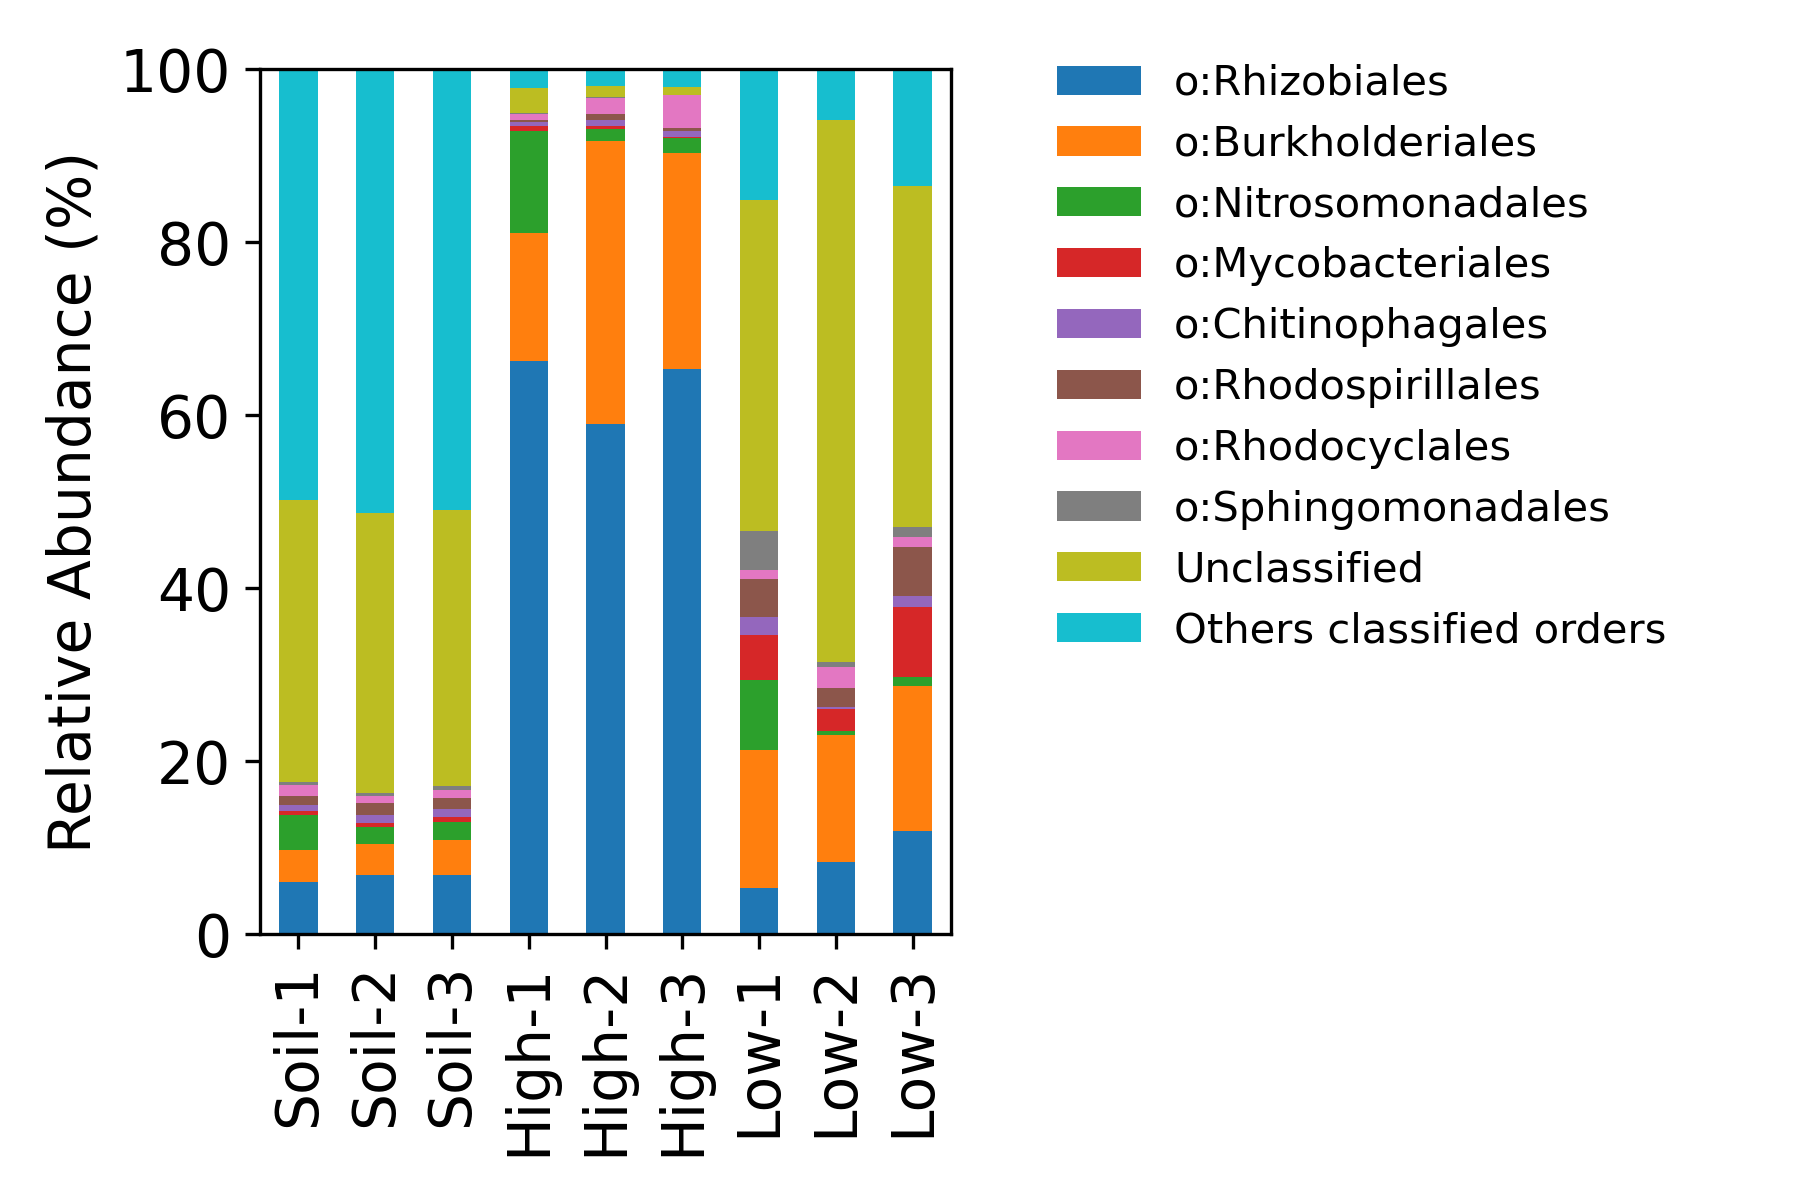 Relative Abundance (%)
100
80
60
40
20
0
Soil-1
Soil-2
Soil-3
High-1
High-2
High-3
Low-1
Low-2
Low-3
o:Rhizobiales
o:Burkholderiales
o:Nitrosomonadales
o:Mycobacteriales
o:Chitinophagales
o:Rhodospirillales
o:Rhodocyclales
o:Sphingomonadales
Unclassified
Others classified orders